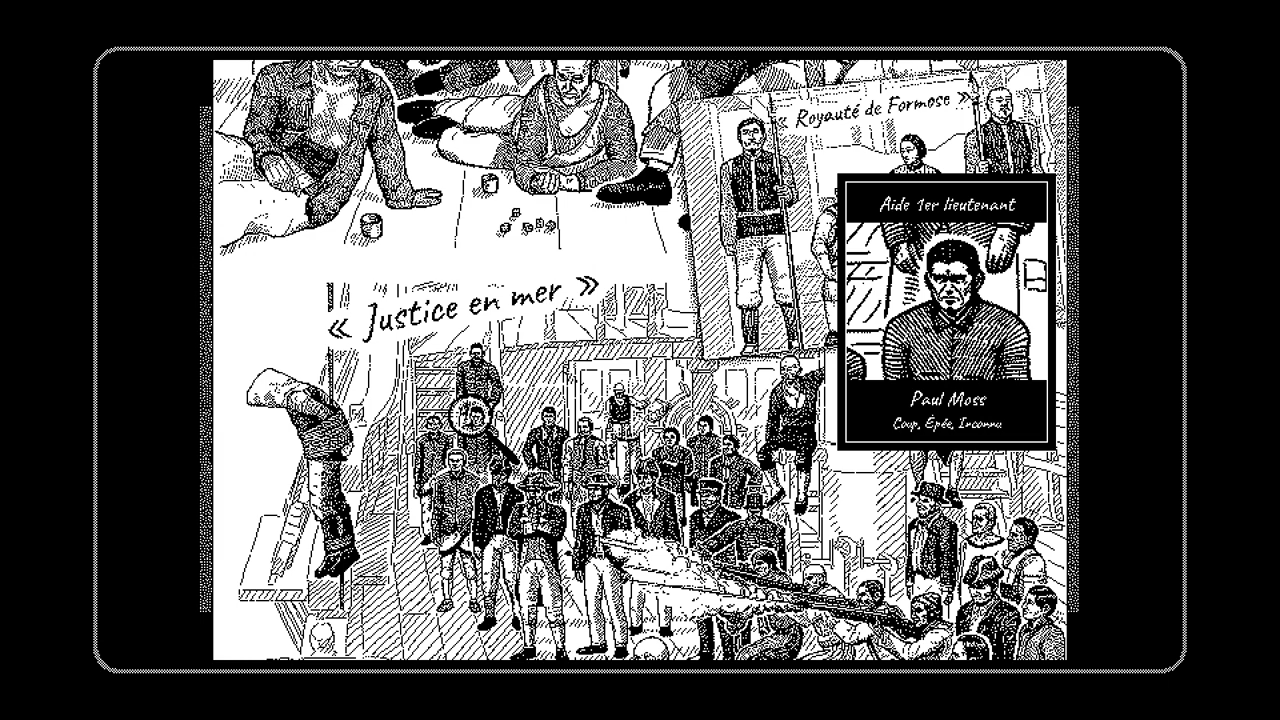 « Royauté de Formose »
Aide 1er lieutenant
« Justice en mer »
Paul Moss
Coup, Épée, Inconnu